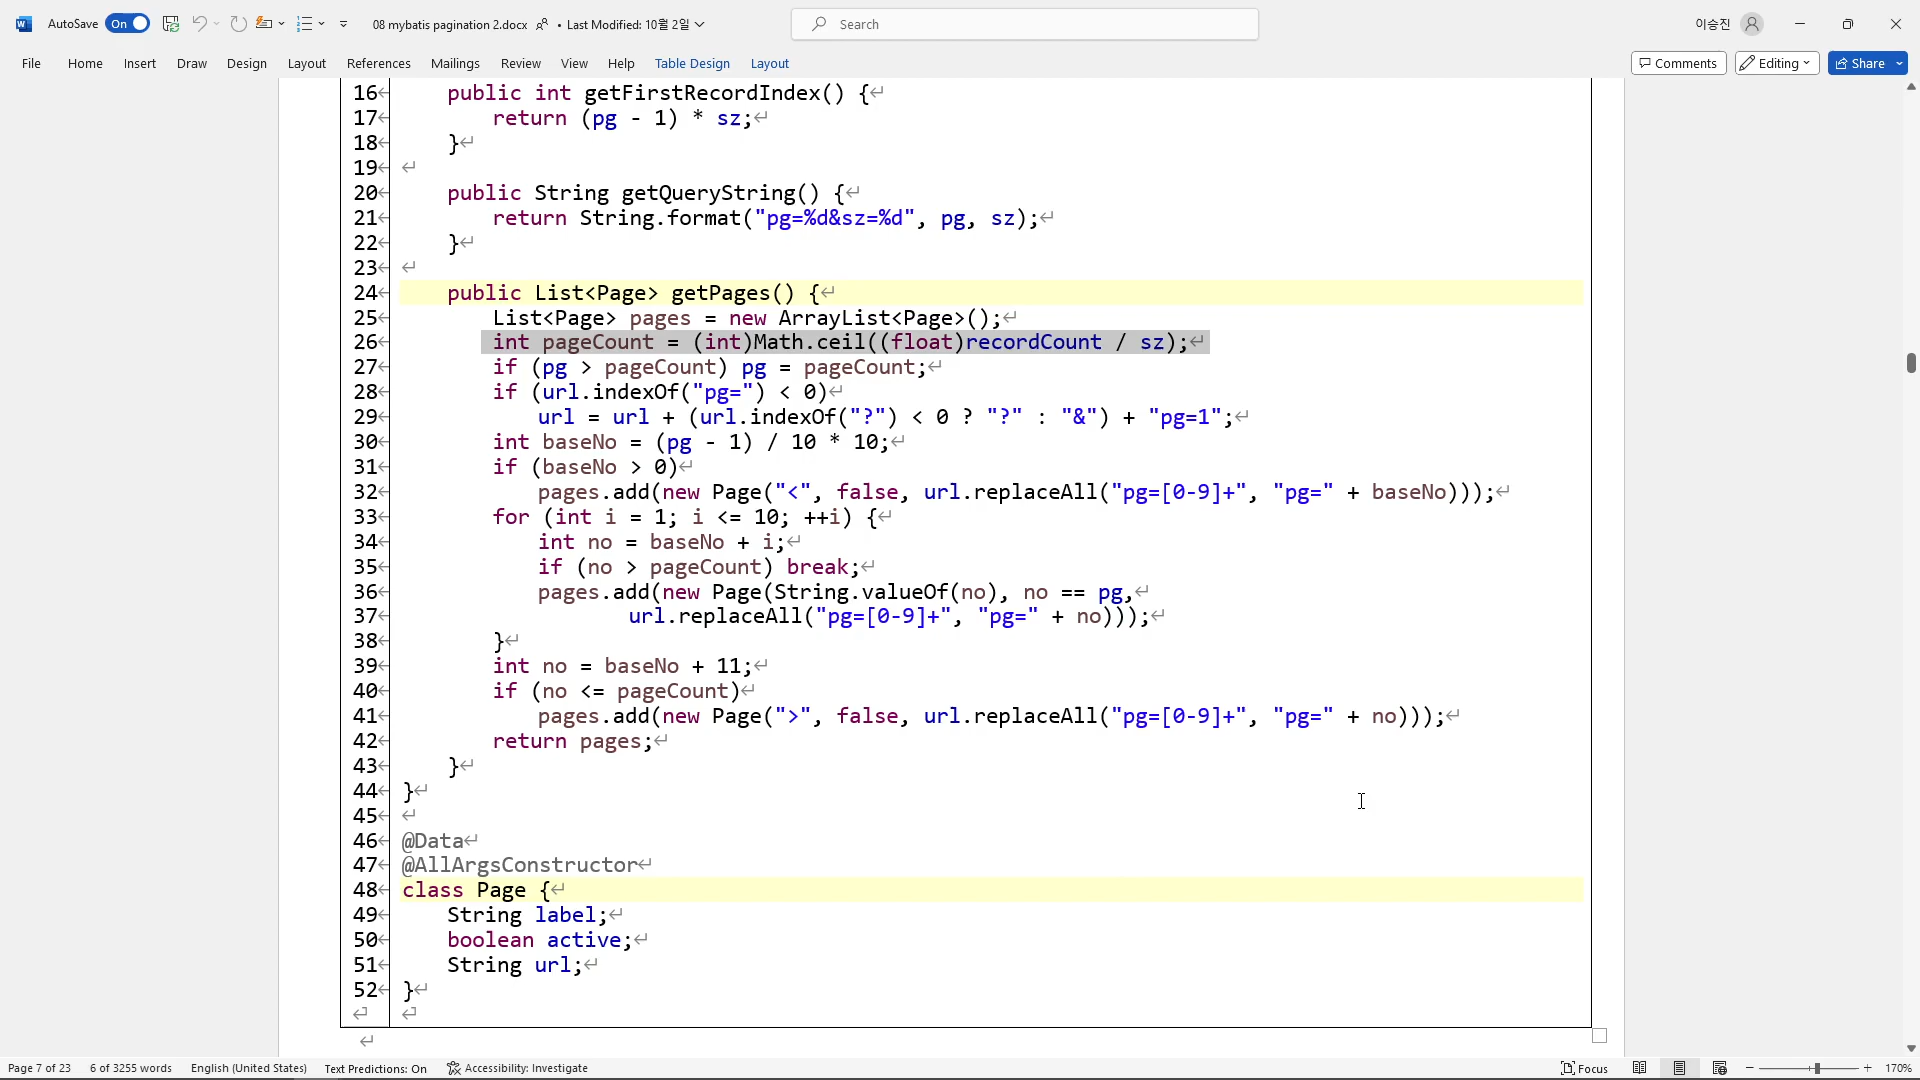 AutoSave On 08 mybatis pagination 2.docx • Last Modified: 10월 2일 Search 이승진
File Home Insert Draw Design Layout References Mailings Review View Help Table Design Layout Comments Editing Share
16 public int getFirstRecordIndex() {
17 return (pg - 1) * sz;
18 }
19
20 public String getQueryString() {
21 return String.format("pg=%d&sz=%d", pg, sz);
22 }
23
24 public List<Page> getPages() {
25 List<Page> pages = new ArrayList<Page>();
26 int pageCount = (int)Math.ceil((float)recordCount / sz);
27 if (pg > pageCount) pg = pageCount;
28 if (url.indexOf("pg=") < 0)
29 url = url + (url.indexOf("?") < 0 ? "?" : "&") + "pg=1";
30 int baseNo = (pg - 1) / 10 * 10;
31 if (baseNo > 0)
32 pages.add(new Page("<", false, url.replaceAll("pg=[0-9]+", "pg=" + baseNo)));
33 for (int i = 1; i <= 10; ++i) {
34 int no = baseNo + i;
35 if (no > pageCount) break;
36 pages.add(new Page(String.valueOf(no), no == pg,
37 url.replaceAll("pg=[0-9]+", "pg=" + no)));
38 }
39 int no = baseNo + 11;
40 if (no <= pageCount)
41 pages.add(new Page(">", false, url.replaceAll("pg=[0-9]+", "pg=" + no)));
42 return pages;
43 }
44 }
45
46 @Data
47 @AllArgsConstructor
48 class Page {
49 String label;
50 boolean active;
51 String url;
52 }
Page 7 of 23 6 of 3255 words English (United States) Text Predictions: On Accessibility: Investigate Focus 170%